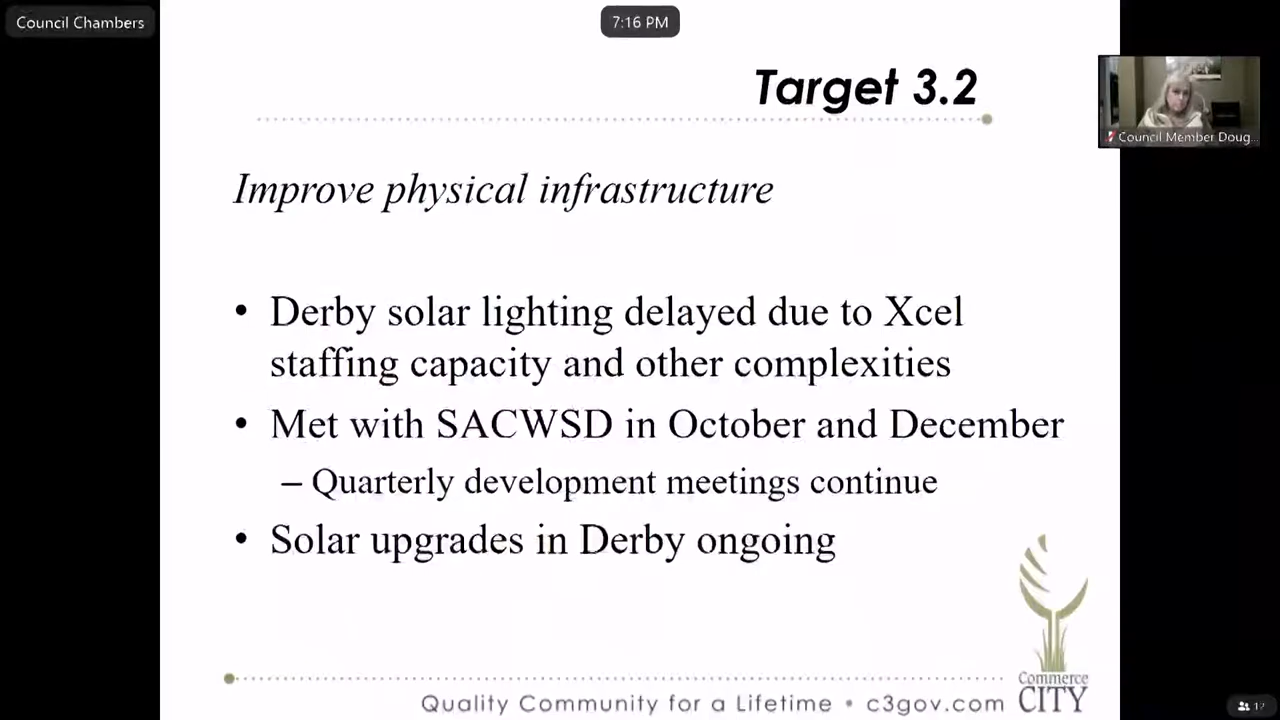 Council Chambers
7:16 PM
Target 3.2
Council Member Doug...
Improve physical infrastructure
• Derby solar lighting delayed due to Xcel
staffing capacity and other complexities
• Met with SACWSD in October and December
– Quarterly development meetings continue
• Solar upgrades in Derby ongoing
Commerce
CITY
Quality Community for a Lifetime • c3gov.com
12